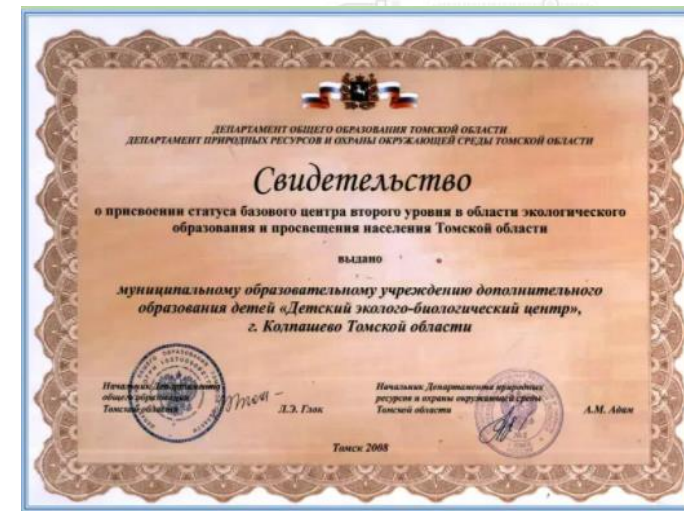 ДЕПАРТАМЕНТ ОБЩЕГО ОБРАЗОВАНИЯ ТОМСКОЙ ОБЛАСТИ
ДЕПАРТАМЕНТ ПРИРОДНЫХ РЕСУРСОВ И ОХРАНЫ ОКРУЖАЮЩЕЙ СРЕДЫ ТОМСКОЙ ОБЛАСТИ
Свидетельство
о присвоении статуса базового центра второго уровня в области экологического
образования и просвещения населения Томской области
выдано
муниципальному образовательному учреждению дополнительного
образования детей «Детский эколого-биологический центр»,
г. Колпашево Томской области
Начальник Департамента
общего образования
Томской области
Л.Э. Глок
Начальник Департамента природных
ресурсов и охраны окружающей среды
Томской области
А.М. Адам
Томск 2008